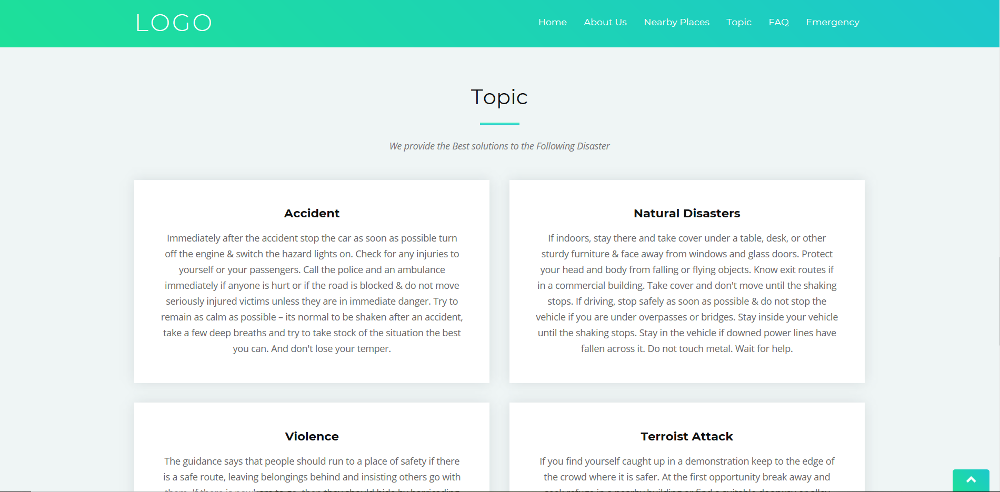 LOGO
Home About Us Nearby Places Topic FAQ Emergency
Topic
We provide the Best solutions to the Following Disaster
Accident
Immediately after the accident stop the car as soon as possible turn
off the engine & switch the hazard lights on. Check for any injuries to
yourself or your passengers. Call the police and an ambulance
immediately if anyone is hurt or if the road is blocked & do not move
seriously injured victims unless they are in immediate danger. Try to
remain as calm as possible – its normal to be shaken after an accident,
take a few deep breaths and try to take stock of the situation the best
you can. And don't lose your temper.
Natural Disasters
If indoors, stay there and take cover under a table, desk, or other
sturdy furniture & face away from windows and glass doors. Protect
your head and body from falling or flying objects. Know exit routes if
in a commercial building. Take cover and don't move until the shaking
stops. If driving, stop safely as soon as possible & do not stop the
vehicle if you are under overpasses or bridges. Stay inside your vehicle
until the shaking stops. Stay in the vehicle if downed power lines have
fallen across it. Do not touch metal. Wait for help.
Violence
The guidance says that people should run to a place of safety if there
is a safe route, leaving belongings behind and insisting others go with
Terroist Attack
If you find yourself caught up in a demonstration keep to the edge of
the crowd where it is safer. At the first opportunity break away and